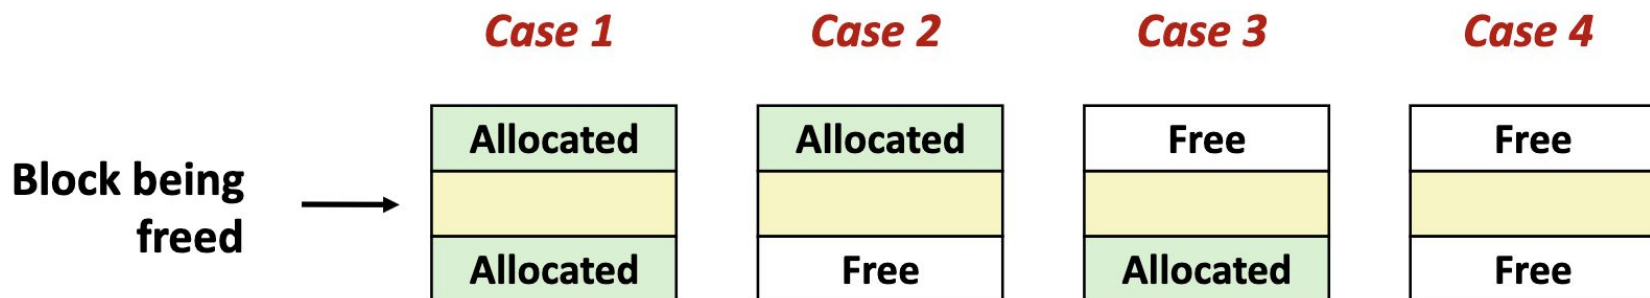 Case 1 Case 2 Case 3 Case 4
Allocated Allocated Free Free
Block being
freed
Allocated Free Allocated Free